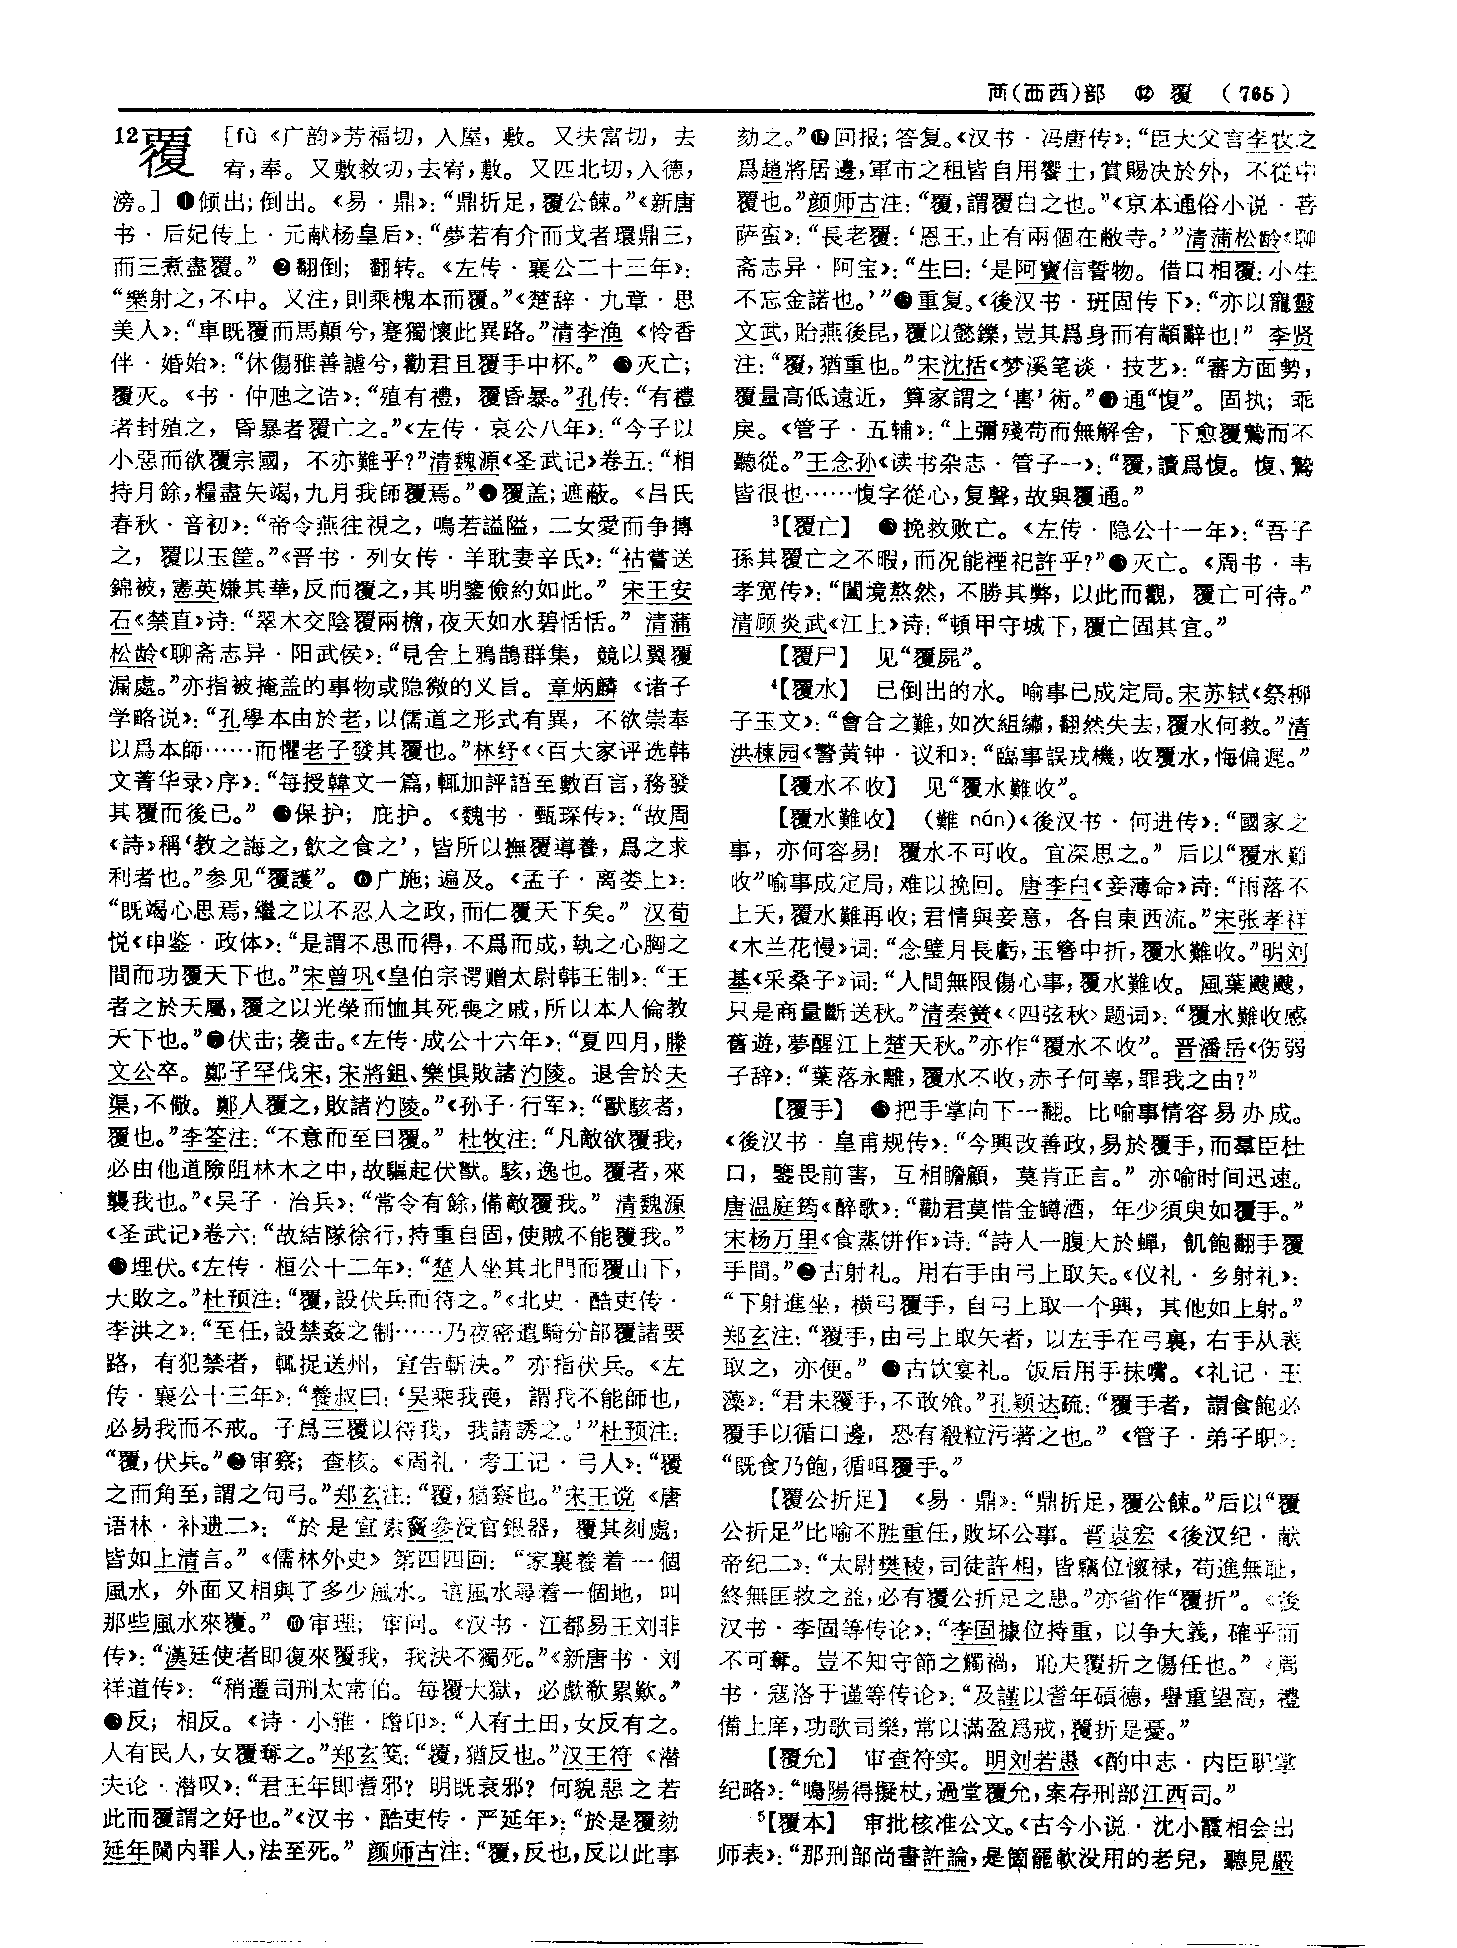 襾(覀西)部 ⑫ 覆 (765)
12覆 [fù 《广韵》芳福切，入屋，敷。又扶富切，去
宥，奉。又敷救切，去宥，敷。又匹北切，入德，
滂。] ❶倾出；倒出。《易·鼎》：“鼎折足，覆公餗。”《新唐
书·后妃传上·元献杨皇后》：“夢若有介而戈者環鼎三，
而三煮盡覆。” ❷翻倒；翻转。《左传·襄公二十三年》：
“樂射之，不中。又注，則乘槐本而覆。”《楚辞·九章·思
美人》：“車既覆而馬顛兮，蹇獨懷此異路。”清李渔《怜香
伴·婚始》：“休傷雅善謔兮，勸君且覆手中杯。” ❸灭亡；
覆灭。《书·仲虺之诰》：“殖有禮，覆昏暴。”孔传：“有禮
者封殖之，昏暴者覆亡之。”《左传·哀公八年》：“今子以
小惡而欲覆宗國，不亦難乎？”清魏源《圣武记》卷五：“相
持月餘，糧盡矢竭，九月我師覆焉。”❹覆盖；遮蔽。《吕氏
春秋·音初》：“帝令燕往視之，鳴若謚隘，二女愛而争搏
之，覆以玉筐。”《晋书·列女传·羊耽妻辛氏》：“祜嘗送
錦被，憲英嫌其華，反而覆之，其明鑒儉約如此。” 宋王安
石《禁直》诗：“翠木交陰覆兩檐，夜天如水碧恬恬。” 清蒲
松龄《聊斋志异·阳武侯》：“見舍上鴉鵲群集，競以翼覆
漏處。”亦指被掩盖的事物或隐微的义旨。章炳麟《诸子
学略说》：“孔學本由於老，以儒道之形式有異，不欲崇奉
以爲本師……而懼老子發其覆也。”林纾《〈百大家评选韩
文菁华录〉序》：“每授韓文一篇，輒加評語至數百言，務發
其覆而後已。” ❺保护；庇护。《魏书·甄琛传》：“故周
《詩》稱‘教之誨之，飲之食之’，皆所以撫覆導養，爲之求
利者也。”参见“覆護”。❻广施；遍及。《孟子·离娄上》：
“既竭心思焉，繼之以不忍人之政，而仁覆天下矣。” 汉荀
悦《申鉴·政体》：“是謂不思而得，不爲而成，執之心胸之
間而功覆天下也。”宋曾巩《皇伯宗谔赠太尉韩王制》：“王
者之於天屬，覆之以光榮而恤其死喪之戚，所以本人倫教
天下也。”❼伏击；袭击。《左传·成公十六年》：“夏四月，滕
文公卒。鄭子罕伐宋，宋將鉏、樂懼敗諸汋陵。退舍於夫
渠，不儆。鄭人覆之，敗諸汋陵。”《孙子·行军》：“獸駭者，
覆也。”李筌注：“不意而至曰覆。” 杜牧注：“凡敵欲覆我，
必由他道險阻林木之中，故驅起伏獸。駭，逸也。覆者，來
襲我也。”《吴子·治兵》：“常令有餘，備敵覆我。” 清魏源
《圣武记》卷六：“故結隊徐行，持重自固，使賊不能覆我。”
❽埋伏。《左传·桓公十二年》：“楚人坐其北門而覆山下，
大敗之。”杜预注：“覆，設伏兵而待之。”《北史·酷吏传·
李洪之》：“至任，設禁姦之制……乃夜密遣騎分部覆諸要
路，有犯禁者，輒捉送州，宣告斬決。” 亦指伏兵。《左
传·襄公十三年》：“養叔曰：‘吴乘我喪，謂我不能師也，
必易我而不戒。子爲三覆以待我，我請誘之。’”杜预注：
“覆，伏兵。”❾审察；查核。《周礼·考工记·弓人》：“覆
之而角至，謂之句弓。”郑玄注：“覆，猶察也。”宋王谠《唐
语林·补遗二》：“於是宣索竇參没官銀器，覆其刻處，
皆如上清言。”《儒林外史》第四四回：“家裏養着一個
風水，外面又相與了多少風水。這風水尋着一個地，叫
那些風水來覆。” ❿审理；审问。《汉书·江都易王刘非
传》：“漢廷使者即復來覆我，我決不獨死。”《新唐书·刘
祥道传》：“稍遷司刑太常伯。每覆大獄，必歔欷累歎。”
⓫反；相反。《诗·小雅·瞻卬》：“人有土田，女反有之。
人有民人，女覆奪之。”郑玄笺：“覆，猶反也。”汉王符《潜
夫论·潜叹》：“君王年即耆邪？明既衰邪？何貌惡之若
此而覆謂之好也。”《汉书·酷吏传·严延年》：“於是覆劾
延年闌内罪人，法至死。” 颜师古注：“覆，反也，反以此事
劾之。”⓬回报；答复。《汉书·冯唐传》：“臣大父言李牧之
爲趙將居邊，軍市之租皆自用饗士，賞賜决於外，不從中
覆也。”颜师古注：“覆，謂覆白之也。”《京本通俗小说·菩
萨蛮》：“長老覆：‘恩王，止有兩個在敝寺。’”清蒲松龄《聊
斋志异·阿宝》：“生曰：‘是阿寶信誓物。借口相覆：小生
不忘金諾也。’”⓭重复。《後汉书·班固传下》：“亦以寵靈
文武，貽燕後昆，覆以懿鑠，豈其爲身而有顓辭也！” 李贤
注：“覆，猶重也。”宋沈括《梦溪笔谈·技艺》：“審方面勢，
覆量高低遠近，算家謂之‘㝬’術。”⓮通“愎”。固执；乖
戾。《管子·五辅》：“上彌殘苟而無解舍，下愈覆鷙而不
聽從。”王念孙《读书杂志·管子一》：“覆，讀爲愎。愎、鷙
皆很也……愎字從心，复聲，故與覆通。”
³【覆亡】 ❶挽救败亡。《左传·隐公十一年》：“吾子
孫其覆亡之不暇，而况能禋祀許乎？”❷灭亡。《周书·韦
孝宽传》：“闔境熬然，不勝其弊，以此而觀，覆亡可待。”
清顾炎武《江上》诗：“頓甲守城下，覆亡固其宜。”
【覆尸】 见“覆屍”。
⁴【覆水】 已倒出的水。喻事已成定局。宋苏轼《祭柳
子玉文》：“會合之難，如次組繡，翻然失去，覆水何救。”清
洪楝园《警黄钟·议和》：“臨事誤戎機，收覆水，悔偏遲。”
【覆水不收】 见“覆水難收”。
【覆水難收】 (難 nán)《後汉书·何进传》：“國家之
事，亦何容易！覆水不可收。宜深思之。” 后以“覆水難
收”喻事成定局，难以挽回。唐李白《妾薄命》诗：“雨落不
上天，覆水難再收；君情與妾意，各自東西流。”宋张孝祥
《木兰花慢》词：“念璧月長虧，玉簪中折，覆水難收。”明刘
基《采桑子》词：“人間無限傷心事，覆水難收。風葉颼颼，
只是商量斷送秋。”清秦簧《〈四弦秋〉题词》：“覆水難收感
舊遊，夢醒江上楚天秋。”亦作“覆水不收”。晋潘岳《伤弱
子辞》：“葉落永離，覆水不收，赤子何辜，罪我之由？”
【覆手】 ❶把手掌向下一翻。比喻事情容易办成。
《後汉书·皇甫规传》：“今興改善政，易於覆手，而羣臣杜
口，鑒畏前害，互相瞻顧，莫肯正言。” 亦喻时间迅速。
唐温庭筠《醉歌》：“勸君莫惜金罇酒，年少須臾如覆手。”
宋杨万里《食蒸饼作》诗：“詩人一腹大於蟬，飢飽翻手覆
手間。”❷古射礼。用右手由弓上取矢。《仪礼·乡射礼》：
“下射進坐，横弓覆手，自弓上取一个興，其他如上射。”
郑玄注：“覆手，由弓上取矢者，以左手在弓裏，右手从表
取之，亦便。” ❸古饮宴礼。饭后用手抹嘴。《礼记·玉
藻》：“君未覆手，不敢飧。”孔颖达疏：“覆手者，謂食飽必
覆手以循口邊，恐有殽粒污著之也。”《管子·弟子职》：
“既食乃飽，循咡覆手。”
【覆公折足】 《易·鼎》：“鼎折足，覆公餗。”后以“覆
公折足”比喻不胜重任，败坏公事。晋袁宏《後汉纪·献
帝纪二》：“太尉樊稜，司徒許相，皆竊位懷禄，苟進無耻，
終無匡救之益，必有覆公折足之患。”亦省作“覆折”。《後
汉书·李固等传论》：“李固據位持重，以争大義，確乎而
不可奪。豈不知守節之觸禍，恥夫覆折之傷任也。”《周
书·寇洛于谨等传论》：“及謹以耆年碩德，譽重望高，禮
備上庠，功歌司樂，常以滿盈爲戒，覆折是憂。”
【覆允】 审查符实。明刘若愚《酌中志·内臣职掌
纪略》：“鳴陽得擬杖，過堂覆允，案存刑部江西司。”
⁵【覆本】 审批核准公文。《古今小说·沈小霞相会出
师表》：“那刑部尚書許論，是箇罷軟没用的老兒，聽見嚴